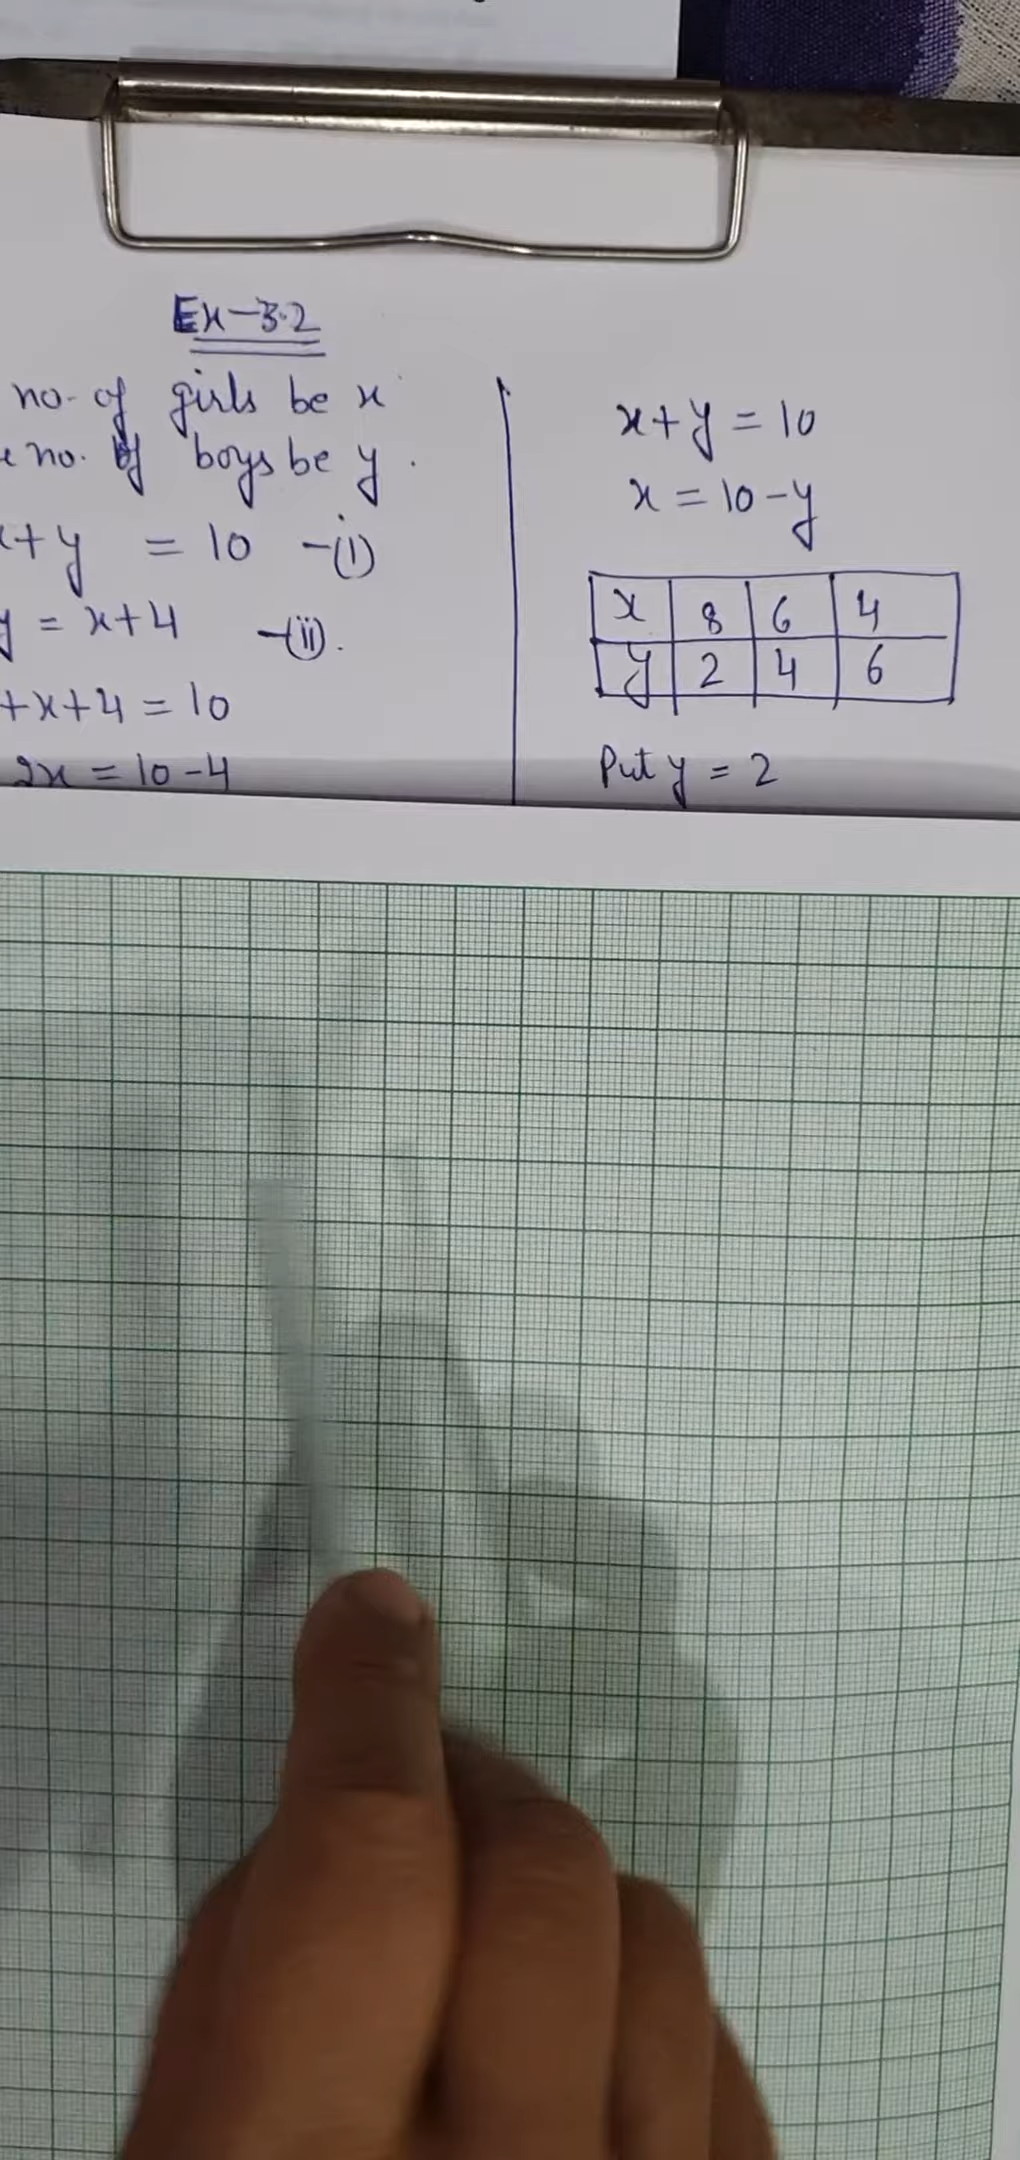 Ex-3.2
no. of girls be x
no. of boys be y.
x+y = 10 -(i)
y = x+4 -(ii).
+x+4 = 10
2x = 10-4
x+y = 10
x = 10-y
x 8 6 4
y 2 4 6
Put y = 2